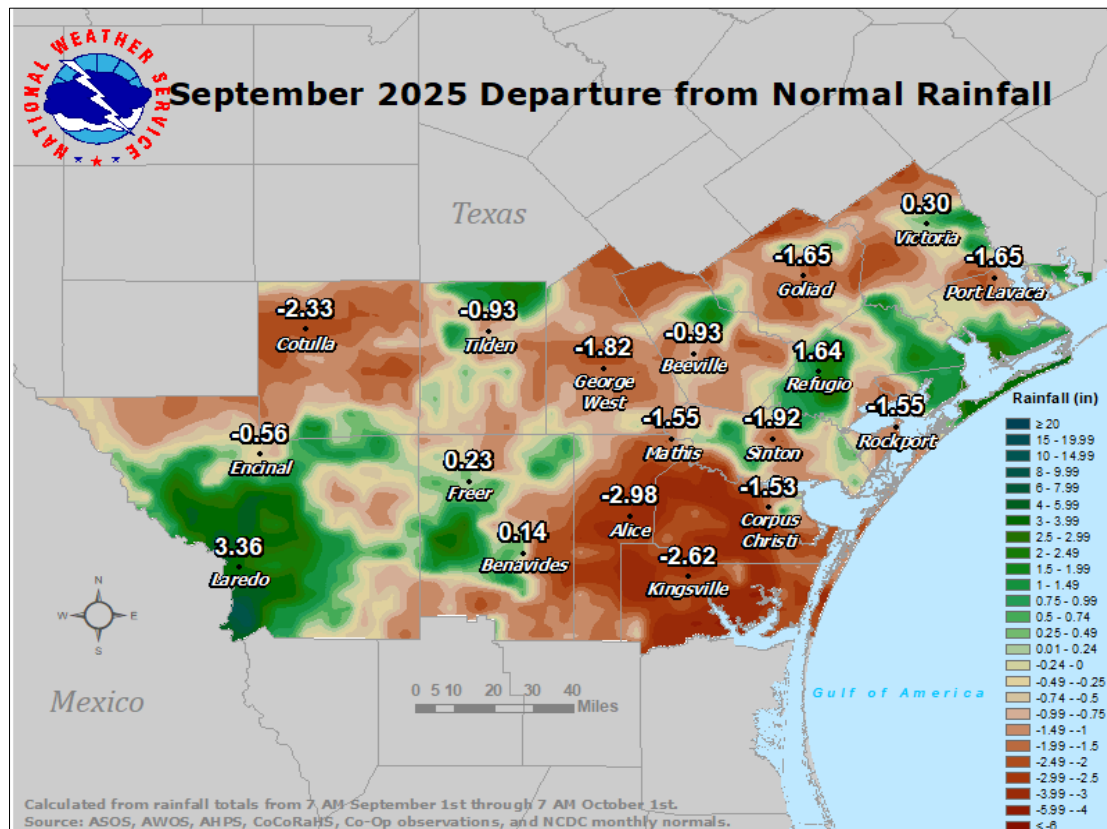 NATIONAL WEATHER SERVICE
September 2025 Departure from Normal Rainfall
Texas
0.30
Victoria
-1.65
Goliad
-1.65
Port Lavaca
-2.33
Cotulla
-0.93
Tilden
-1.82
George
West
-0.93
Beeville
1.64
Refugio
-1.55
Rockport
-0.56
Encinal
0.23
Freer
-1.55
Mathis
-1.92
Sinton
-2.98
Alice
-1.53
Corpus
Christi
3.36
Laredo
0.14
Benavides
-2.62
Kingsville
N
W E
S
Mexico
0 5 10 20 30 40
Miles
Gulf of America
Rainfall (in)
≥ 20
15 - 19.99
10 - 14.99
8 - 9.99
6 - 7.99
4 - 5.99
3 - 3.99
2.5 - 2.99
2 - 2.49
1.5 - 1.99
1 - 1.49
0.75 - 0.99
0.5 - 0.74
0.25 - 0.49
0.01 - 0.24
-0.24 - 0
-0.49 - -0.25
-0.74 - -0.5
-0.99 - -0.75
-1.49 - -1
-1.99 - -1.5
-2.49 - -2
-2.99 - -2.5
-3.99 - -3
-5.99 - -4
≤ -6
Calculated from rainfall totals from 7 AM September 1st through 7 AM October 1st.
Source: ASOS, AWOS, AHPS, CoCoRaHS, Co-Op observations, and NCDC monthly normals.